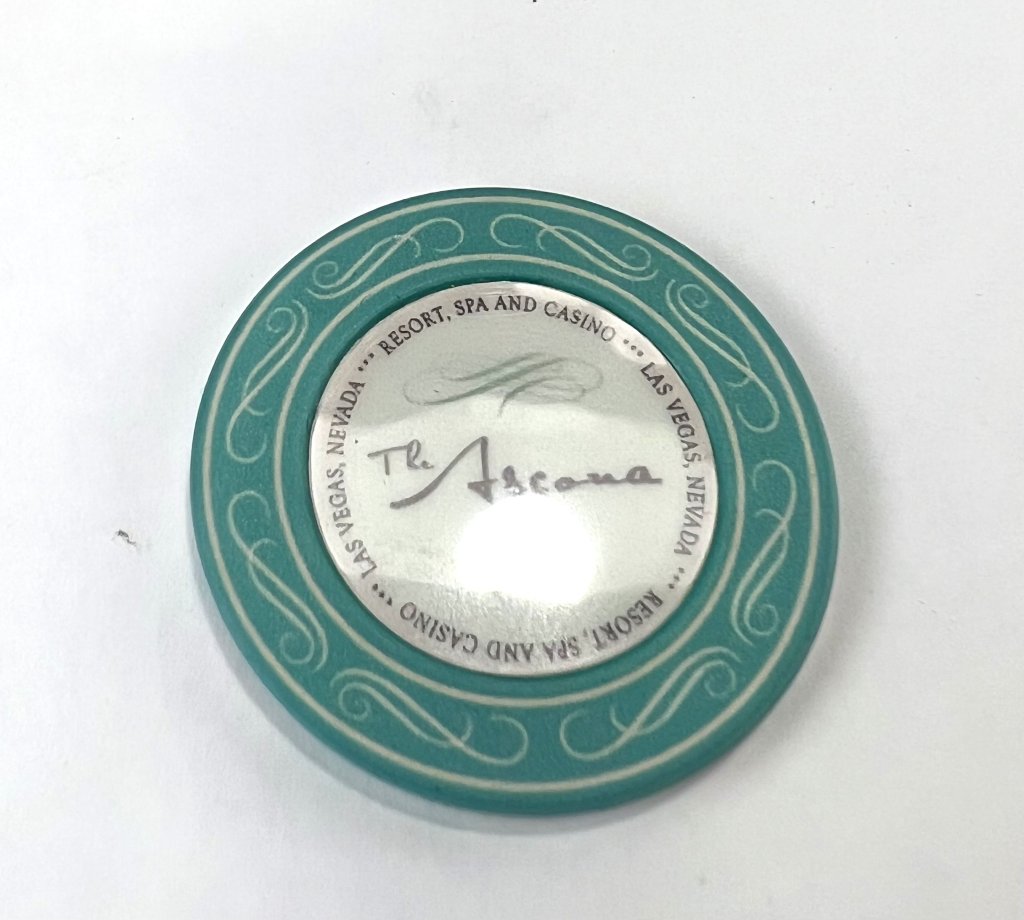 RESORT, SPA AND CASINO ••• LAS VEGAS, NEVADA ••• RESORT, SPA AND CASINO ••• LAS VEGAS, NEVADA •••
The Ascona